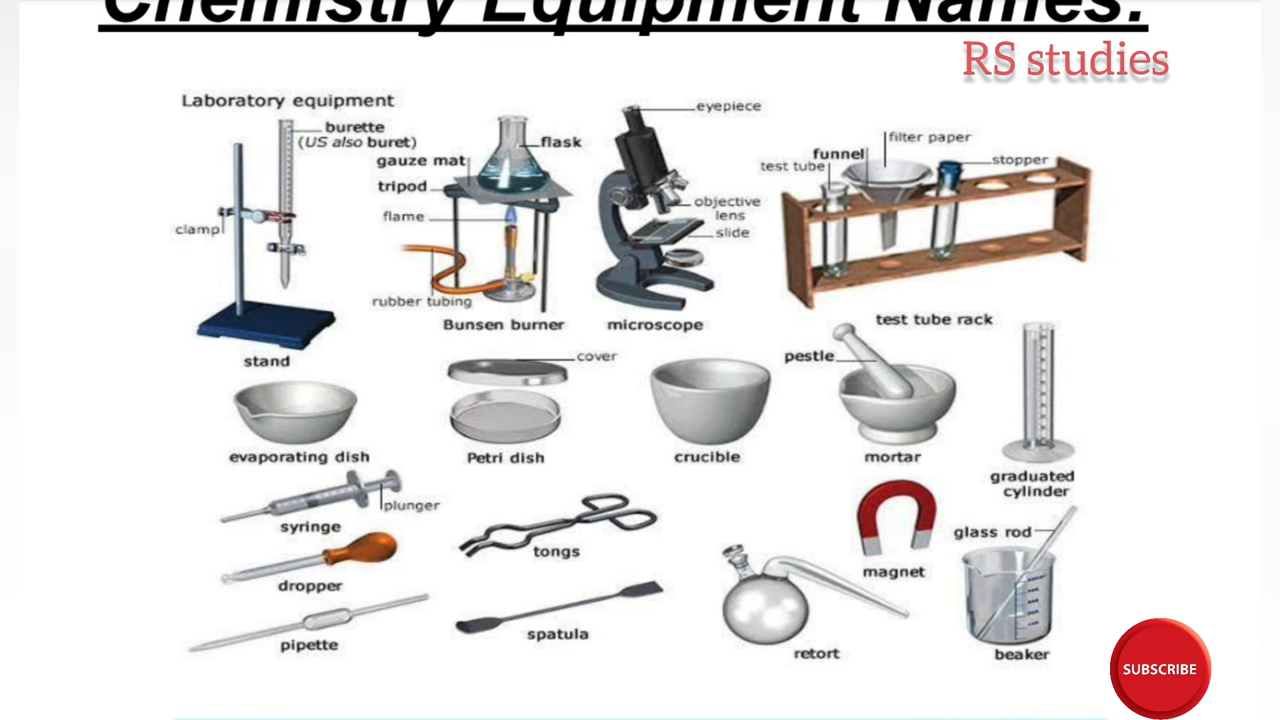 Chemistry Equipment Names:
RS studies
Laboratory equipment
burette
(US also buret)
clamp
stand
gauze mat
flask
tripod
flame
rubber tubing
Bunsen burner
eyepiece
objective
lens
slide
microscope
filter paper
funnel
test tube
stopper
test tube rack
evaporating dish
cover
Petri dish
crucible
pestle
mortar
graduated
cylinder
plunger
syringe
dropper
pipette
tongs
spatula
magnet
retort
glass rod
beaker
SUBSCRIBE